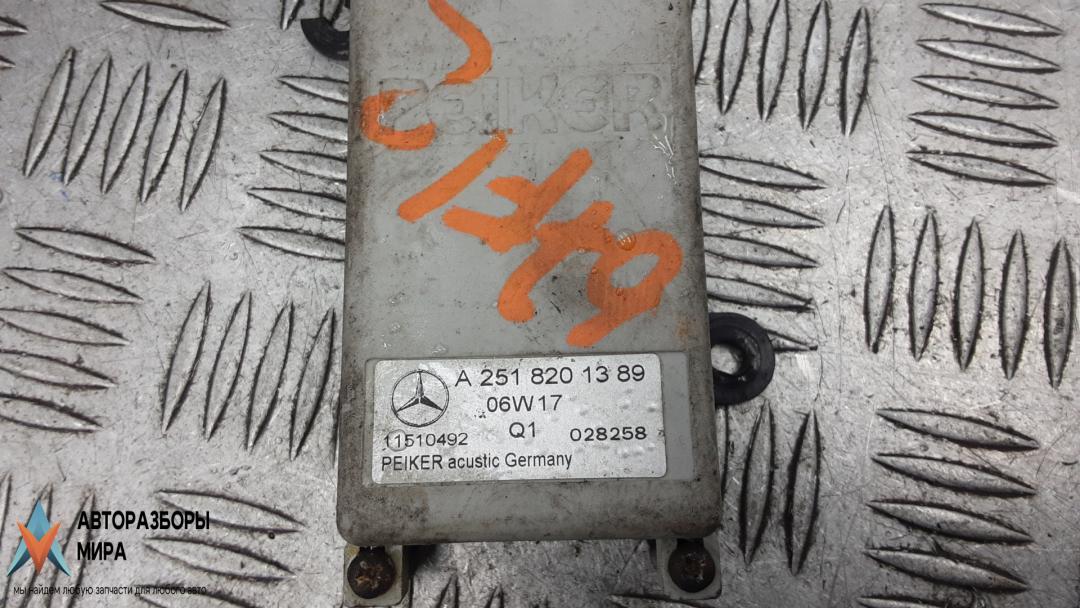 PEIKER
A 251 820 13 89
06W17
Q1
11510492
028258
PEIKER acustic Germany
АВТОРАЗБОРЫ
МИРА
мы найдем любую запчасти для любого авто